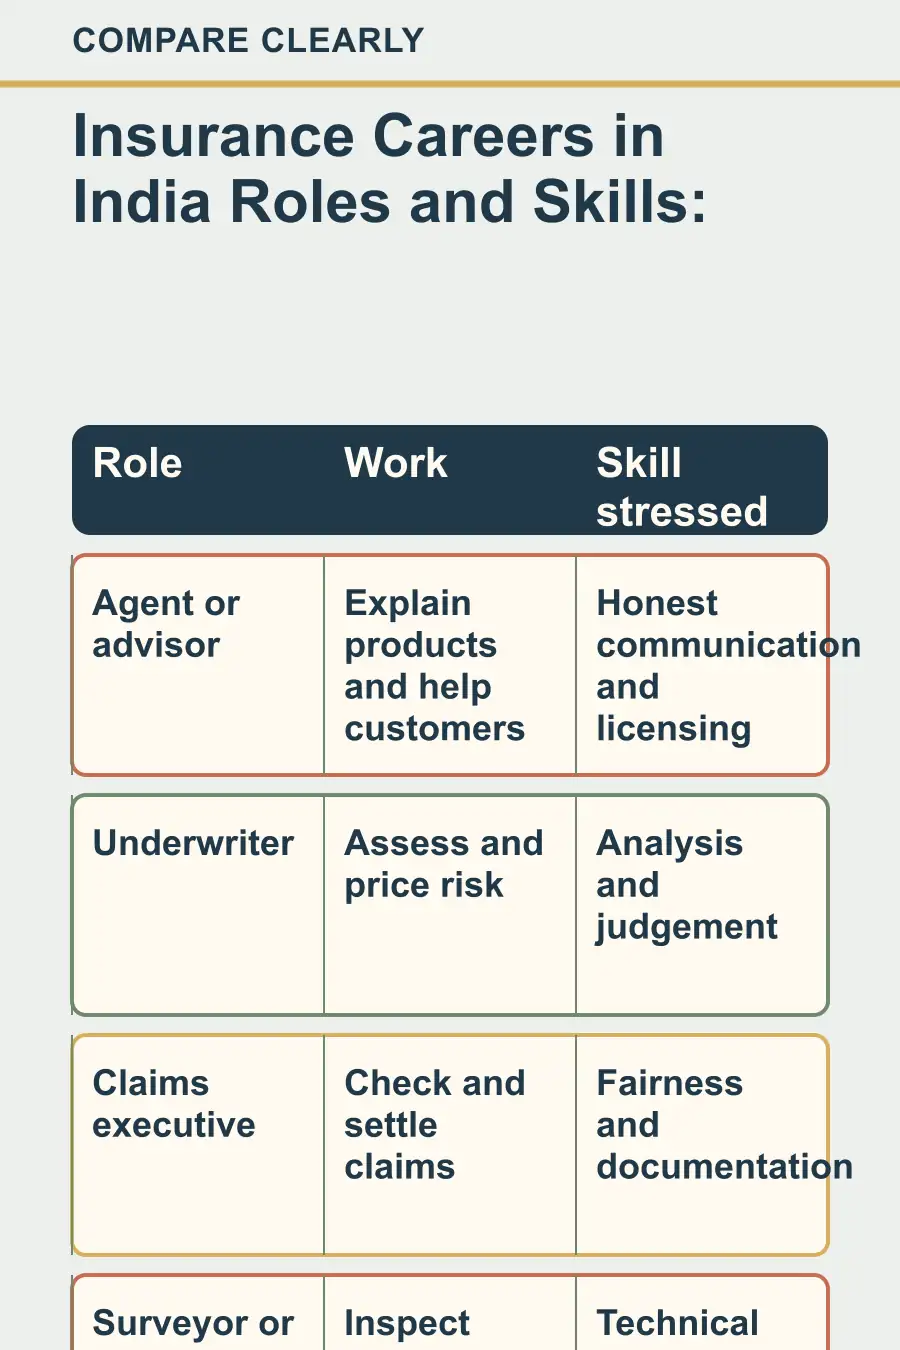 COMPARE CLEARLY
Insurance Careers in
India Roles and Skills:
Role Work Skill
stressed
Agent or Explain Honest
advisor products communication
and help and
customers licensing
Underwriter Assess and Analysis
price risk and
judgement
Claims Check and Fairness
executive settle and
claims documentation
Surveyor or Inspect Technical